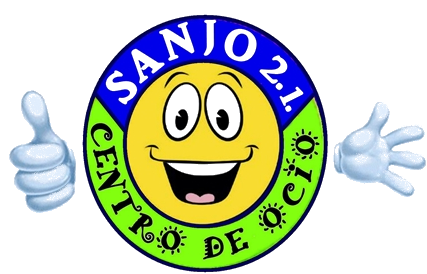 SANJO 2.1.
CENTRO DE OCIO